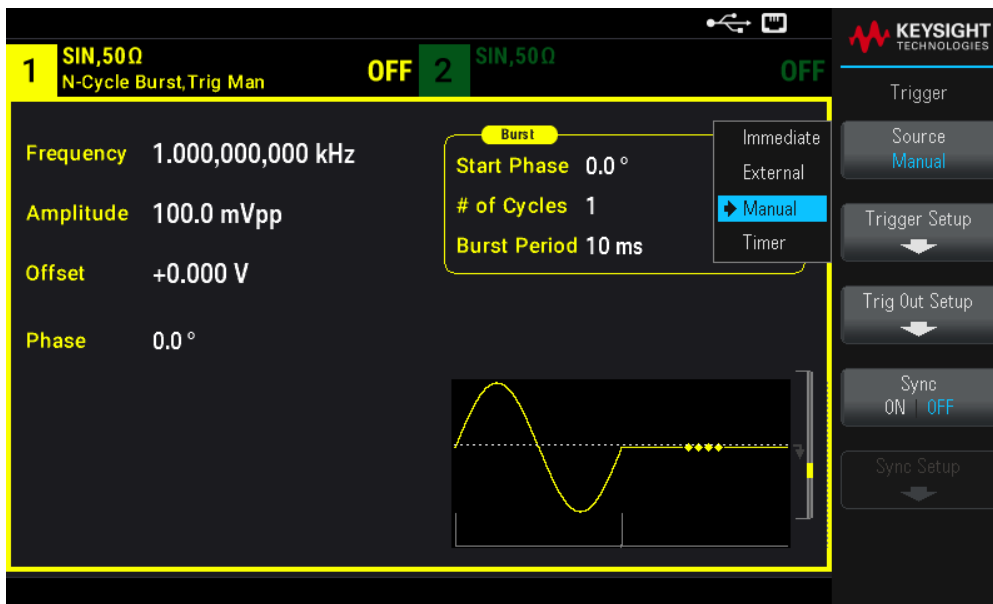 KEYSIGHT
TECHNOLOGIES
1
SIN,50Ω
N-Cycle Burst,Trig Man
OFF
2
SIN,50Ω
OFF
Trigger
Frequency 1.000,000,000 kHz
Amplitude 100.0 mVpp
Offset +0.000 V
Phase 0.0 °
Burst
Start Phase 0.0 °
# of Cycles 1
Burst Period 10 ms
Immediate
External
Manual
Timer
Source
Manual
Trigger Setup
Trig Out Setup
Sync
ON | OFF
Sync Setup